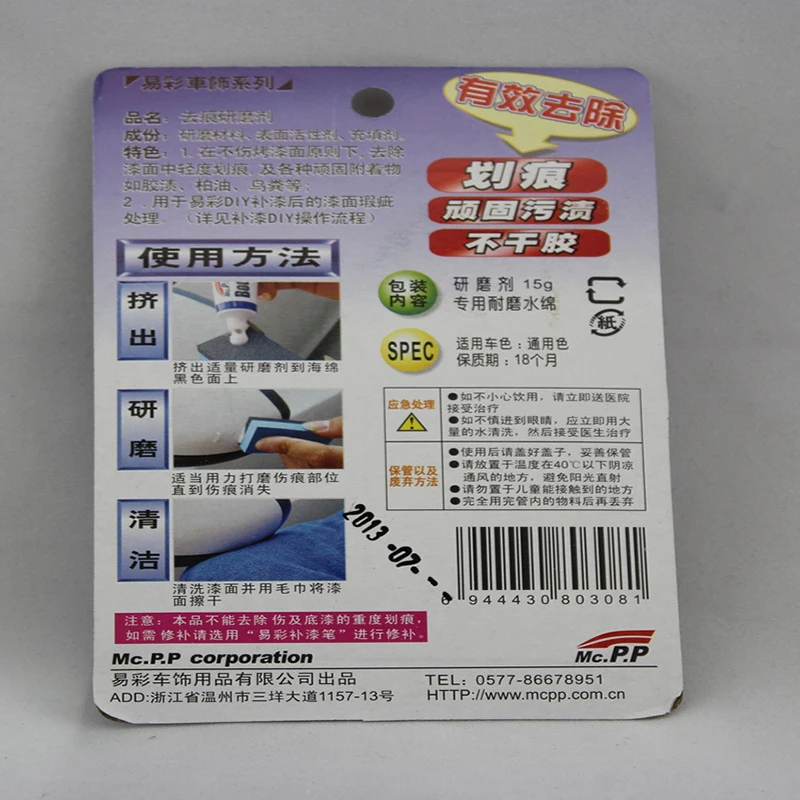 易彩車飾系列
品名：去痕研磨剂
成份：研磨材料、表面活性剂、充填剂。
特色：1.在不伤烤漆面原则下，去除
漆面中轻度划痕，及各种顽固附着物
如胶渍、柏油、鸟粪等；
2．用于易彩DIY补漆后的漆面瑕疵
处理。（详见补漆DIY操作流程）
有效去除
划痕
顽固污渍
不干胶
使用方法
挤出
挤出适量研磨剂到海绵
黑色面上
研磨
适当用力打磨伤痕部位
直到伤痕消失
清洁
清洗漆面并用毛巾将漆
面擦干
包装
内容
研磨剂 15g
专用耐磨水绵
紙
SPEC
适用车色：通用色
保质期：18个月
应急处理
●如不小心饮用，请立即送医院
接受治疗
●如不慎进到眼睛，应立即用大
量的水清洗，然后接受医生治疗
保管以及
废弃方法
●使用后请盖好盖子，妥善保管
●请放置于温度在40℃以下阴凉
通风的地方，避免阳光直射
●请勿置于儿童能接触到的地方
●完全用完管内的物料后再丢弃
2013-07-
6 944430 803081
注意：本品不能去除伤及底漆的重度划痕，
如需修补请选用“易彩补漆笔”进行修补。
Mc.P.P corporation
Mc.P.P
易彩车饰用品有限公司出品
TEL：0577-86678951
ADD:浙江省温州市三垟大道1157-13号
HTTP://www.mcpp.com.cn